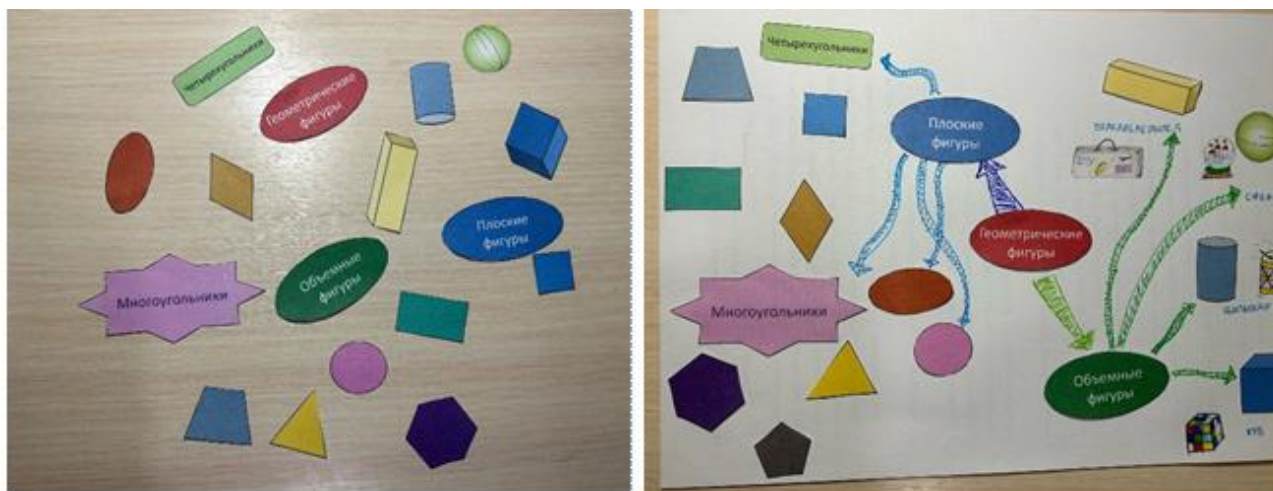 Четырехугольники
Геометрические
фигуры
Плоские
фигуры
Объемные
фигуры
Многоугольники
Четырехугольники
Плоские
фигуры
Геометрические
фигуры
Многоугольники
Объемные
фигуры